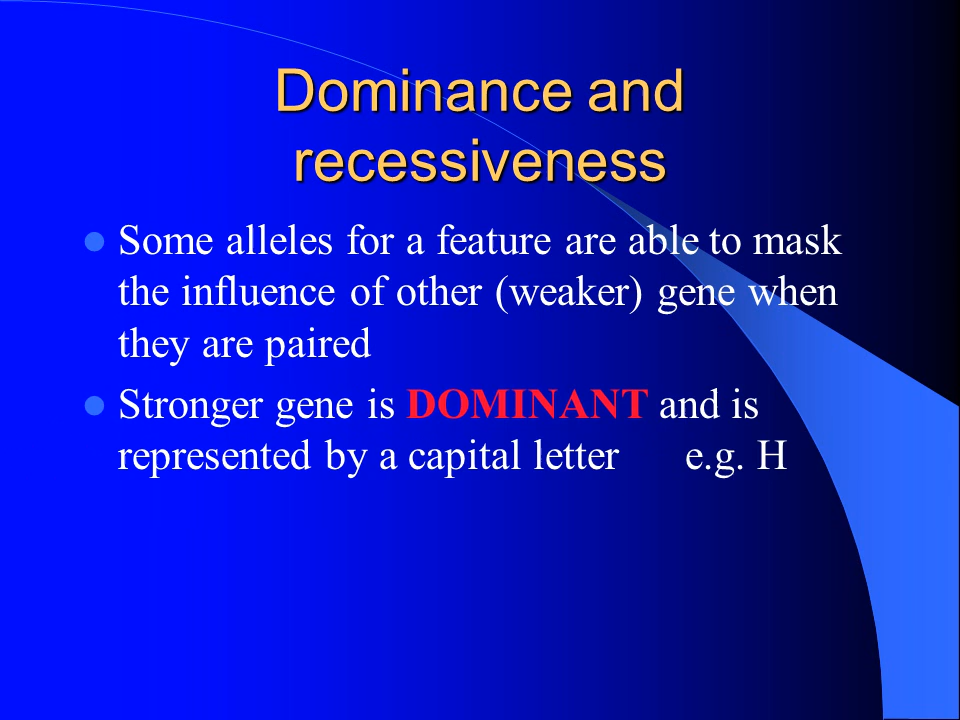 Dominance and
recessiveness
Some alleles for a feature are able to mask
the influence of other (weaker) gene when
they are paired
Stronger gene is DOMINANT and is
represented by a capital letter e.g. H